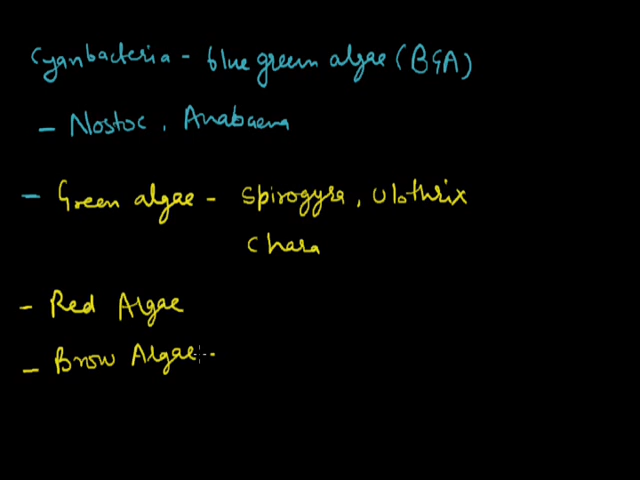 Cyanbacteria - blue green algae (BGA)
- Nostoc, Anabaena
- Green algae - Spirogyra, Ulothrix
Chara
- Red Algae
- Brow Algae -